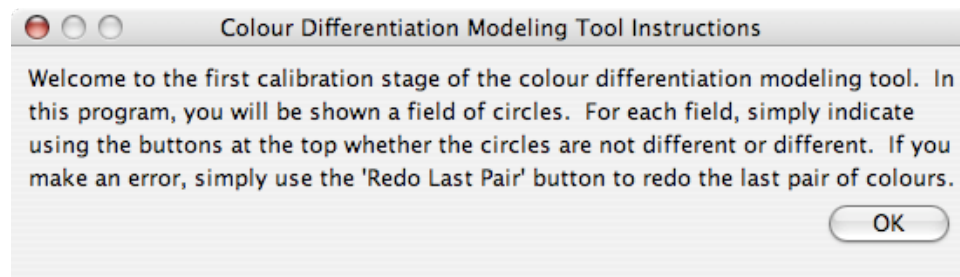 Colour Differentiation Modeling Tool Instructions
Welcome to the first calibration stage of the colour differentiation modeling tool.  In
this program, you will be shown a field of circles.  For each field, simply indicate
using the buttons at the top whether the circles are not different or different.  If you
make an error, simply use the 'Redo Last Pair' button to redo the last pair of colours.
OK